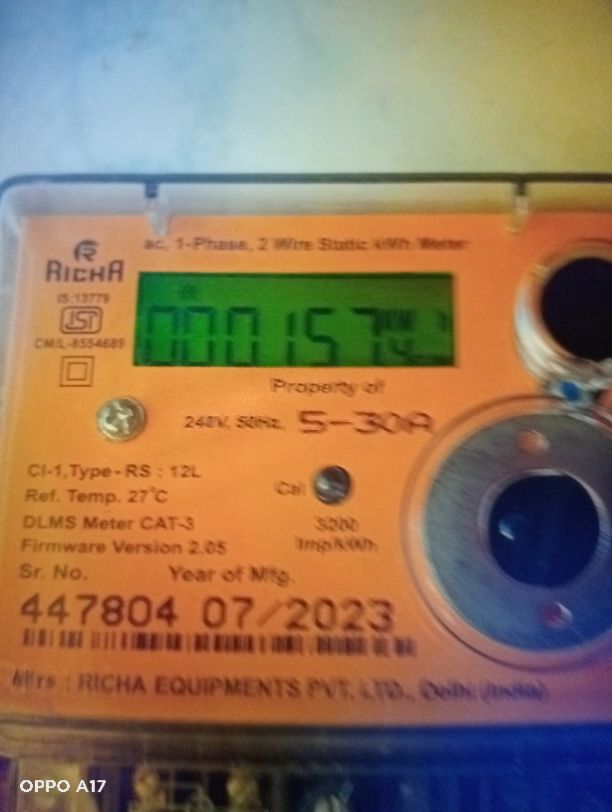 ac, 1-Phase, 2 Wire Static kWh Meter
RICHA
IS:13779
ISI
CM/L-8554689
000157
Property of
240V, 50Hz, 5-30A
Cl-1, Type-RS : 12L
Cal
Ref. Temp. 27°C
DLMS Meter CAT-3
3200
Imp/kWh
Firmware Version 2.05
Sr. No. Year of Mfg.
447804 07/2023
Mfrs : RICHA EQUIPMENTS PVT. LTD., Delhi (India)
OPPO A17